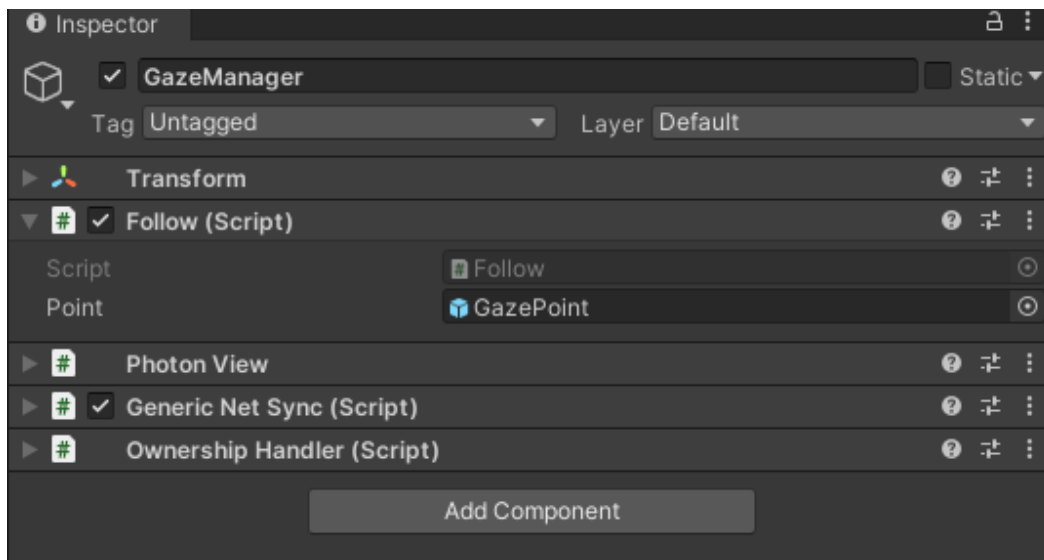 Inspector
GazeManager Static
Tag Untagged Layer Default
Transform
Follow (Script)
Script Follow
Point GazePoint
Photon View
Generic Net Sync (Script)
Ownership Handler (Script)
Add Component